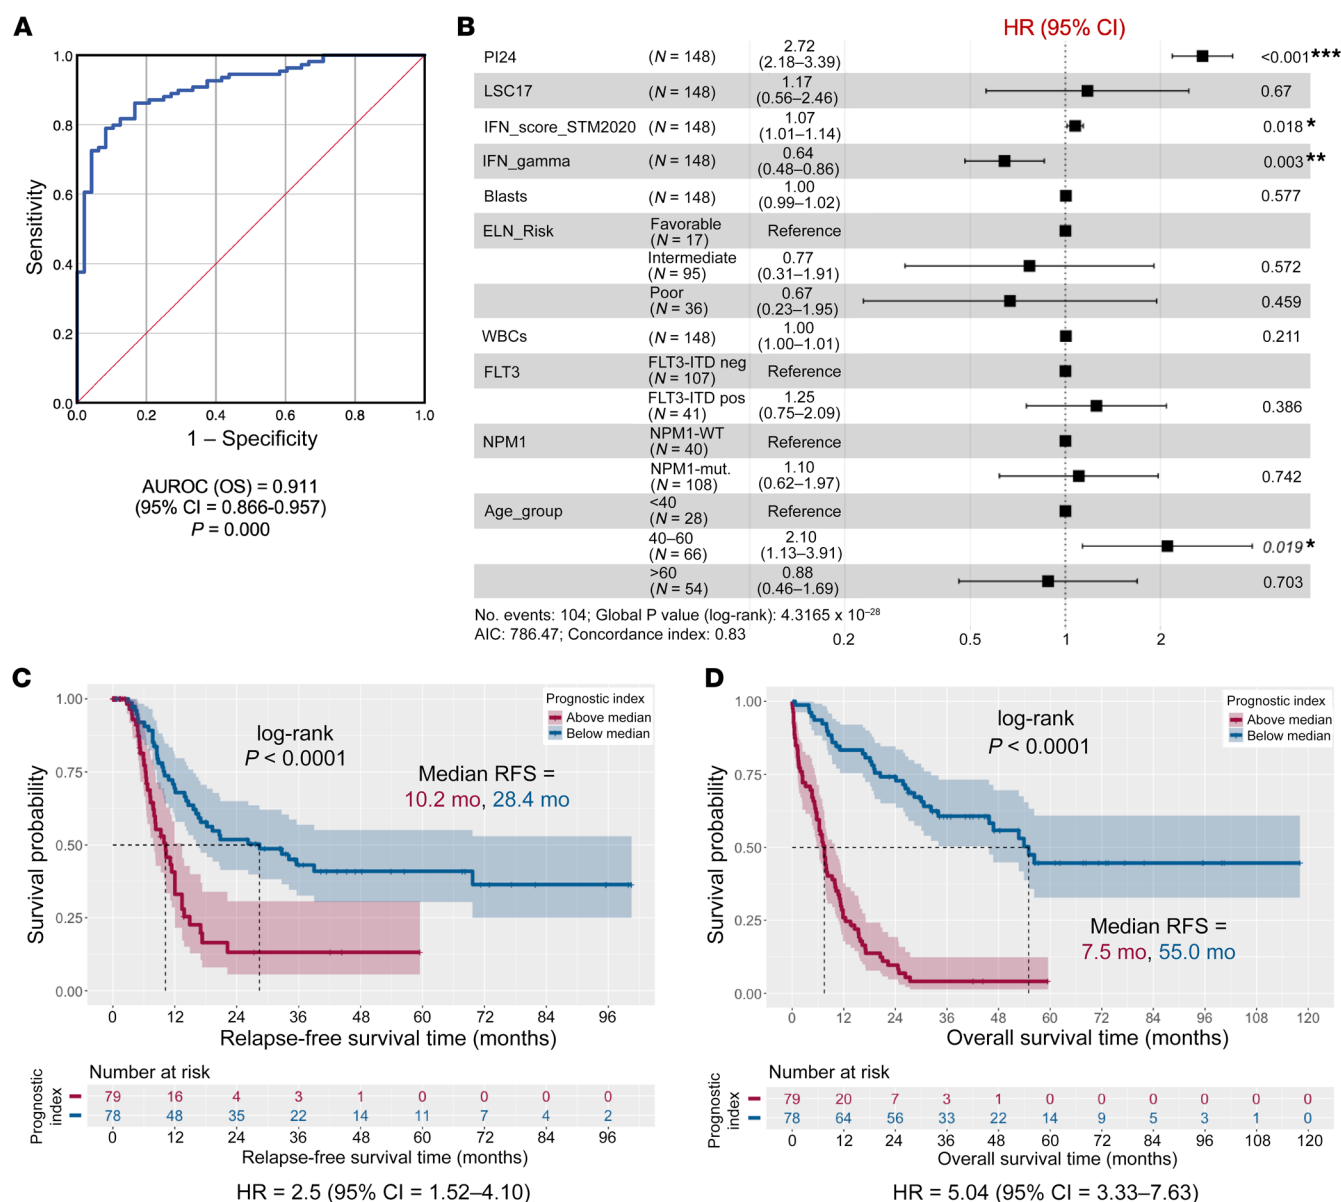 A
1.0
0.8
0.6
0.4
0.2
0.0
Sensitivity
0.0 0.2 0.4 0.6 0.8 1.0
1 – Specificity
AUROC (OS) = 0.911
(95% CI = 0.866-0.957)
P = 0.000
B
HR (95% CI)
PI24 (N = 148) 2.72 (2.18–3.39) <0.001***
LSC17 (N = 148) 1.17 (0.56–2.46) 0.67
IFN_score_STM2020 (N = 148) 1.07 (1.01–1.14) 0.018 *
IFN_gamma (N = 148) 0.64 (0.48–0.86) 0.003**
Blasts (N = 148) 1.00 (0.99–1.02) 0.577
ELN_Risk Favorable (N = 17) Reference
Intermediate (N = 95) 0.77 (0.31–1.91) 0.572
Poor (N = 36) 0.67 (0.23–1.95) 0.459
WBCs (N = 148) 1.00 (1.00–1.01) 0.211
FLT3 FLT3-ITD neg (N = 107) Reference
FLT3-ITD pos (N = 41) 1.25 (0.75–2.09) 0.386
NPM1 NPM1-WT (N = 40) Reference
NPM1-mut. (N = 108) 1.10 (0.62–1.97) 0.742
Age_group <40 (N = 28) Reference
40–60 (N = 66) 2.10 (1.13–3.91) 0.019 *
>60 (N = 54) 0.88 (0.46–1.69) 0.703
No. events: 104; Global P value (log-rank): 4.3165 x 10–28
AIC: 786.47; Concordance index: 0.83
0.2 0.5 1 2
C
1.00
0.75
0.50
0.25
0.00
Survival probability
log-rank
P < 0.0001
Prognostic index
Above median
Below median
Median RFS =
10.2 mo, 28.4 mo
0 12 24 36 48 60 72 84 96
Relapse-free survival time (months)
Number at risk
Prognostic
index
79 16 4 3 1 0 0 0 0
78 48 35 22 14 11 7 4 2
0 12 24 36 48 60 72 84 96
Relapse-free survival time (months)
HR = 2.5 (95% CI = 1.52–4.10)
D
1.00
0.75
0.50
0.25
0.00
Survival probability
log-rank
P < 0.0001
Prognostic index
Above median
Below median
Median RFS =
7.5 mo, 55.0 mo
0 12 24 36 48 60 72 84 96 108 120
Overall survival time (months)
Number at risk
Prognostic
index
79 20 7 3 1 0 0 0 0 0 0
78 64 56 33 22 14 9 5 3 1 0
0 12 24 36 48 60 72 84 96 108 120
Overall survival time (months)
HR = 5.04 (95% CI = 3.33–7.63)